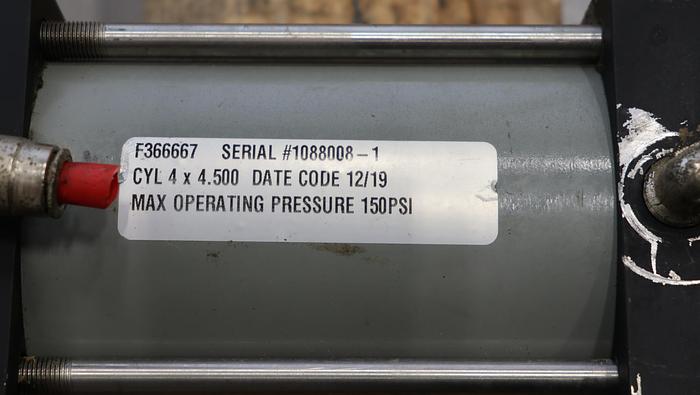 F366667 SERIAL #1088008-1
CYL 4 x 4.500 DATE CODE 12/19
MAX OPERATING PRESSURE 150PSI